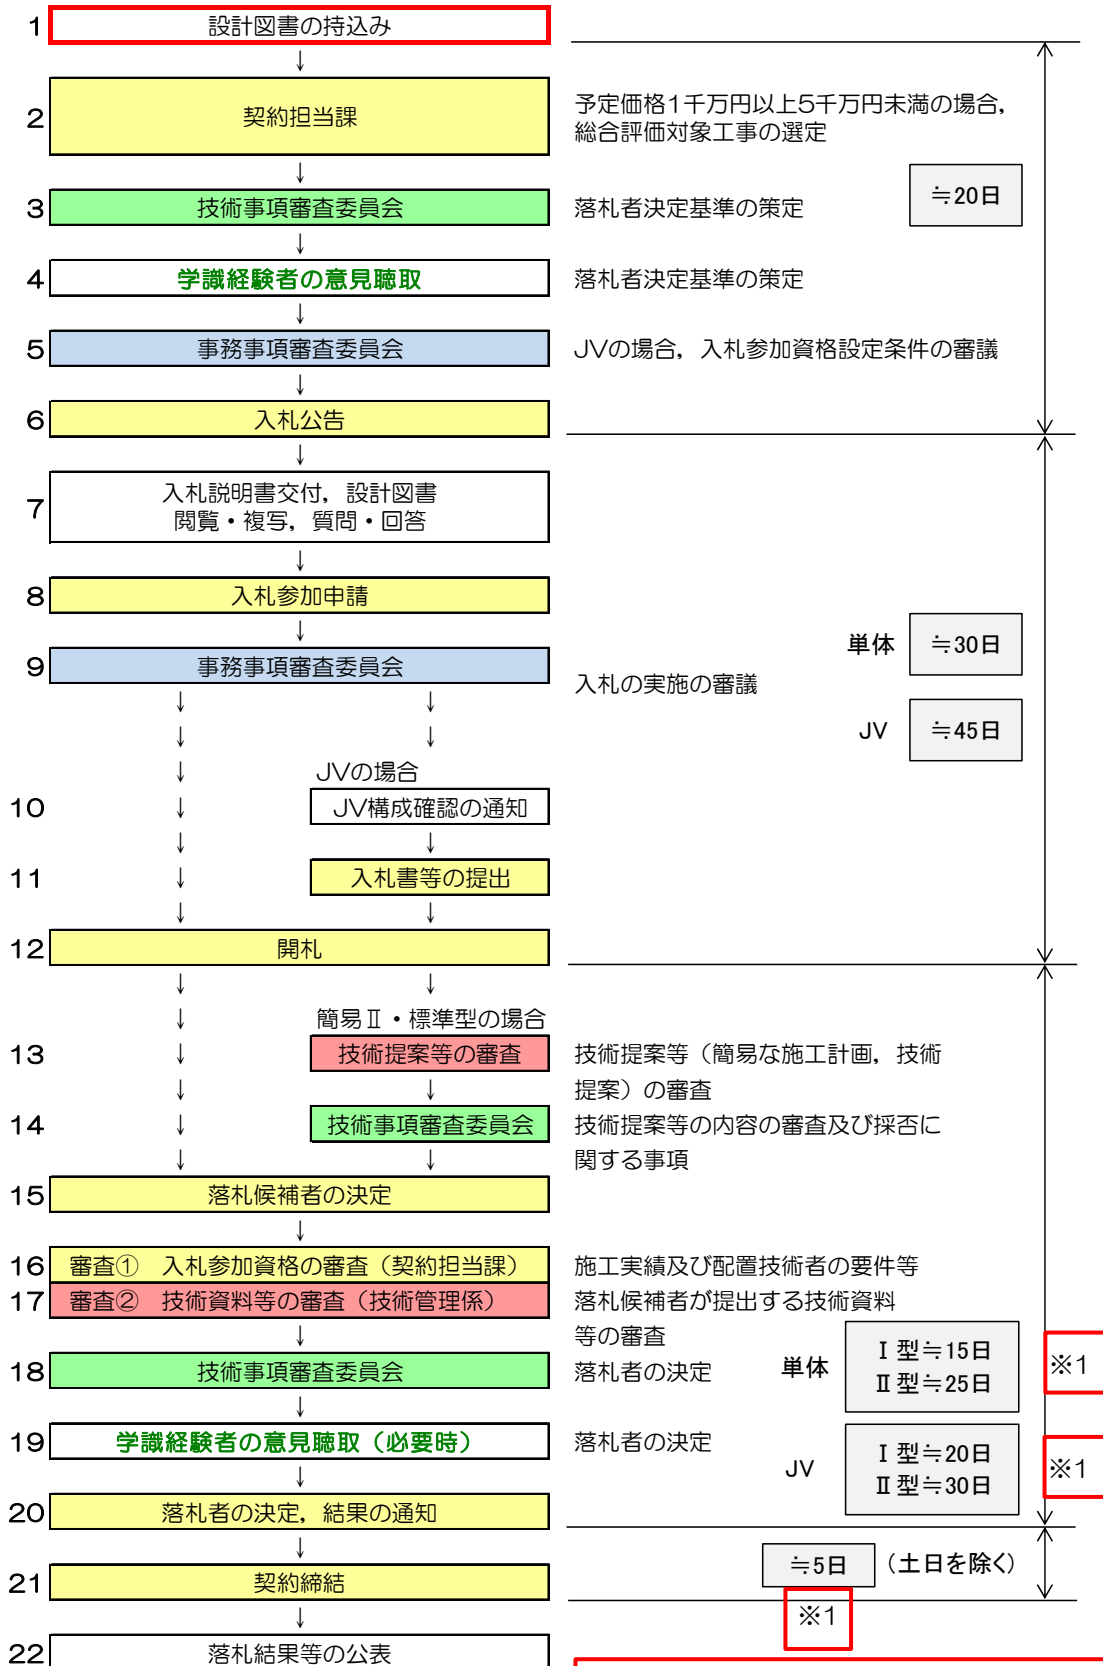 1 設計図書の持込み
↓
2 契約担当課
予定価格1千万円以上5千万円未満の場合，
総合評価対象工事の選定
↓
3 技術事項審査委員会 落札者決定基準の策定 ≒20日
↓
4 学識経験者の意見聴取 落札者決定基準の策定
↓
5 事務事項審査委員会 JVの場合，入札参加資格設定条件の審議
↓
6 入札公告
↓
7 入札説明書交付，設計図書
閲覧・複写，質問・回答
↓
8 入札参加申請
↓
単体 ≒30日
9 事務事項審査委員会
入札の実施の審議
↓ ↓
JV ≒45日
↓ ↓
↓ JVの場合
10 ↓ JV構成確認の通知
↓ ↓
11 ↓ 入札書等の提出
↓ ↓
12 開札
↓ ↓
↓ 簡易Ⅱ・標準型の場合
13 ↓ 技術提案等の審査 技術提案等（簡易な施工計画，技術
↓ ↓ 提案）の審査
14 ↓ 技術事項審査委員会 技術提案等の内容の審査及び採否に
↓ ↓ 関する事項
15 落札候補者の決定
↓
16 審査① 入札参加資格の審査（契約担当課） 施工実績及び配置技術者の要件等
17 審査② 技術資料等の審査（技術管理係） 落札候補者が提出する技術資料
↓ 等の審査
18 技術事項審査委員会 落札者の決定 単体 Ⅰ型≒15日
Ⅱ型≒25日 ※1
↓
19 学識経験者の意見聴取（必要時） 落札者の決定
JV Ⅰ型≒20日
Ⅱ型≒30日 ※1
↓
20 落札者の決定，結果の通知
↓
≒5日 （土日を除く）
21 契約締結
↓
※1
22 落札結果等の公表